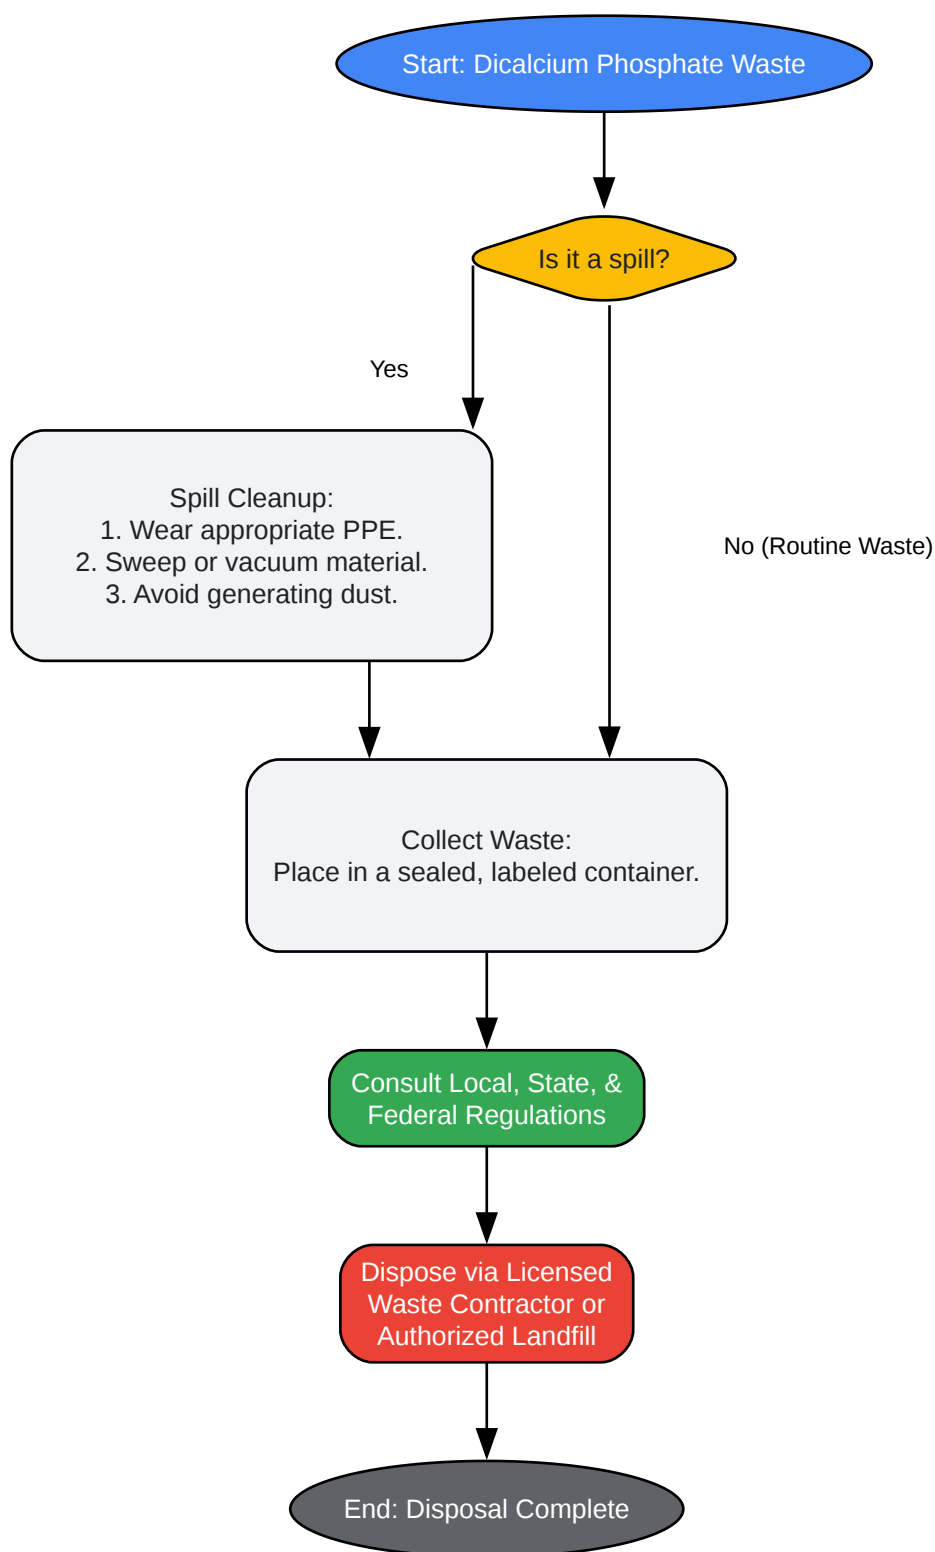 Start: Dicalcium Phosphate Waste
Is it a spill?
Yes
Spill Cleanup:
1. Wear appropriate PPE.
2. Sweep or vacuum material.
3. Avoid generating dust.
No (Routine Waste)
Collect Waste:
Place in a sealed, labeled container.
Consult Local, State, &
Federal Regulations
Dispose via Licensed
Waste Contractor or
Authorized Landfill
End: Disposal Complete